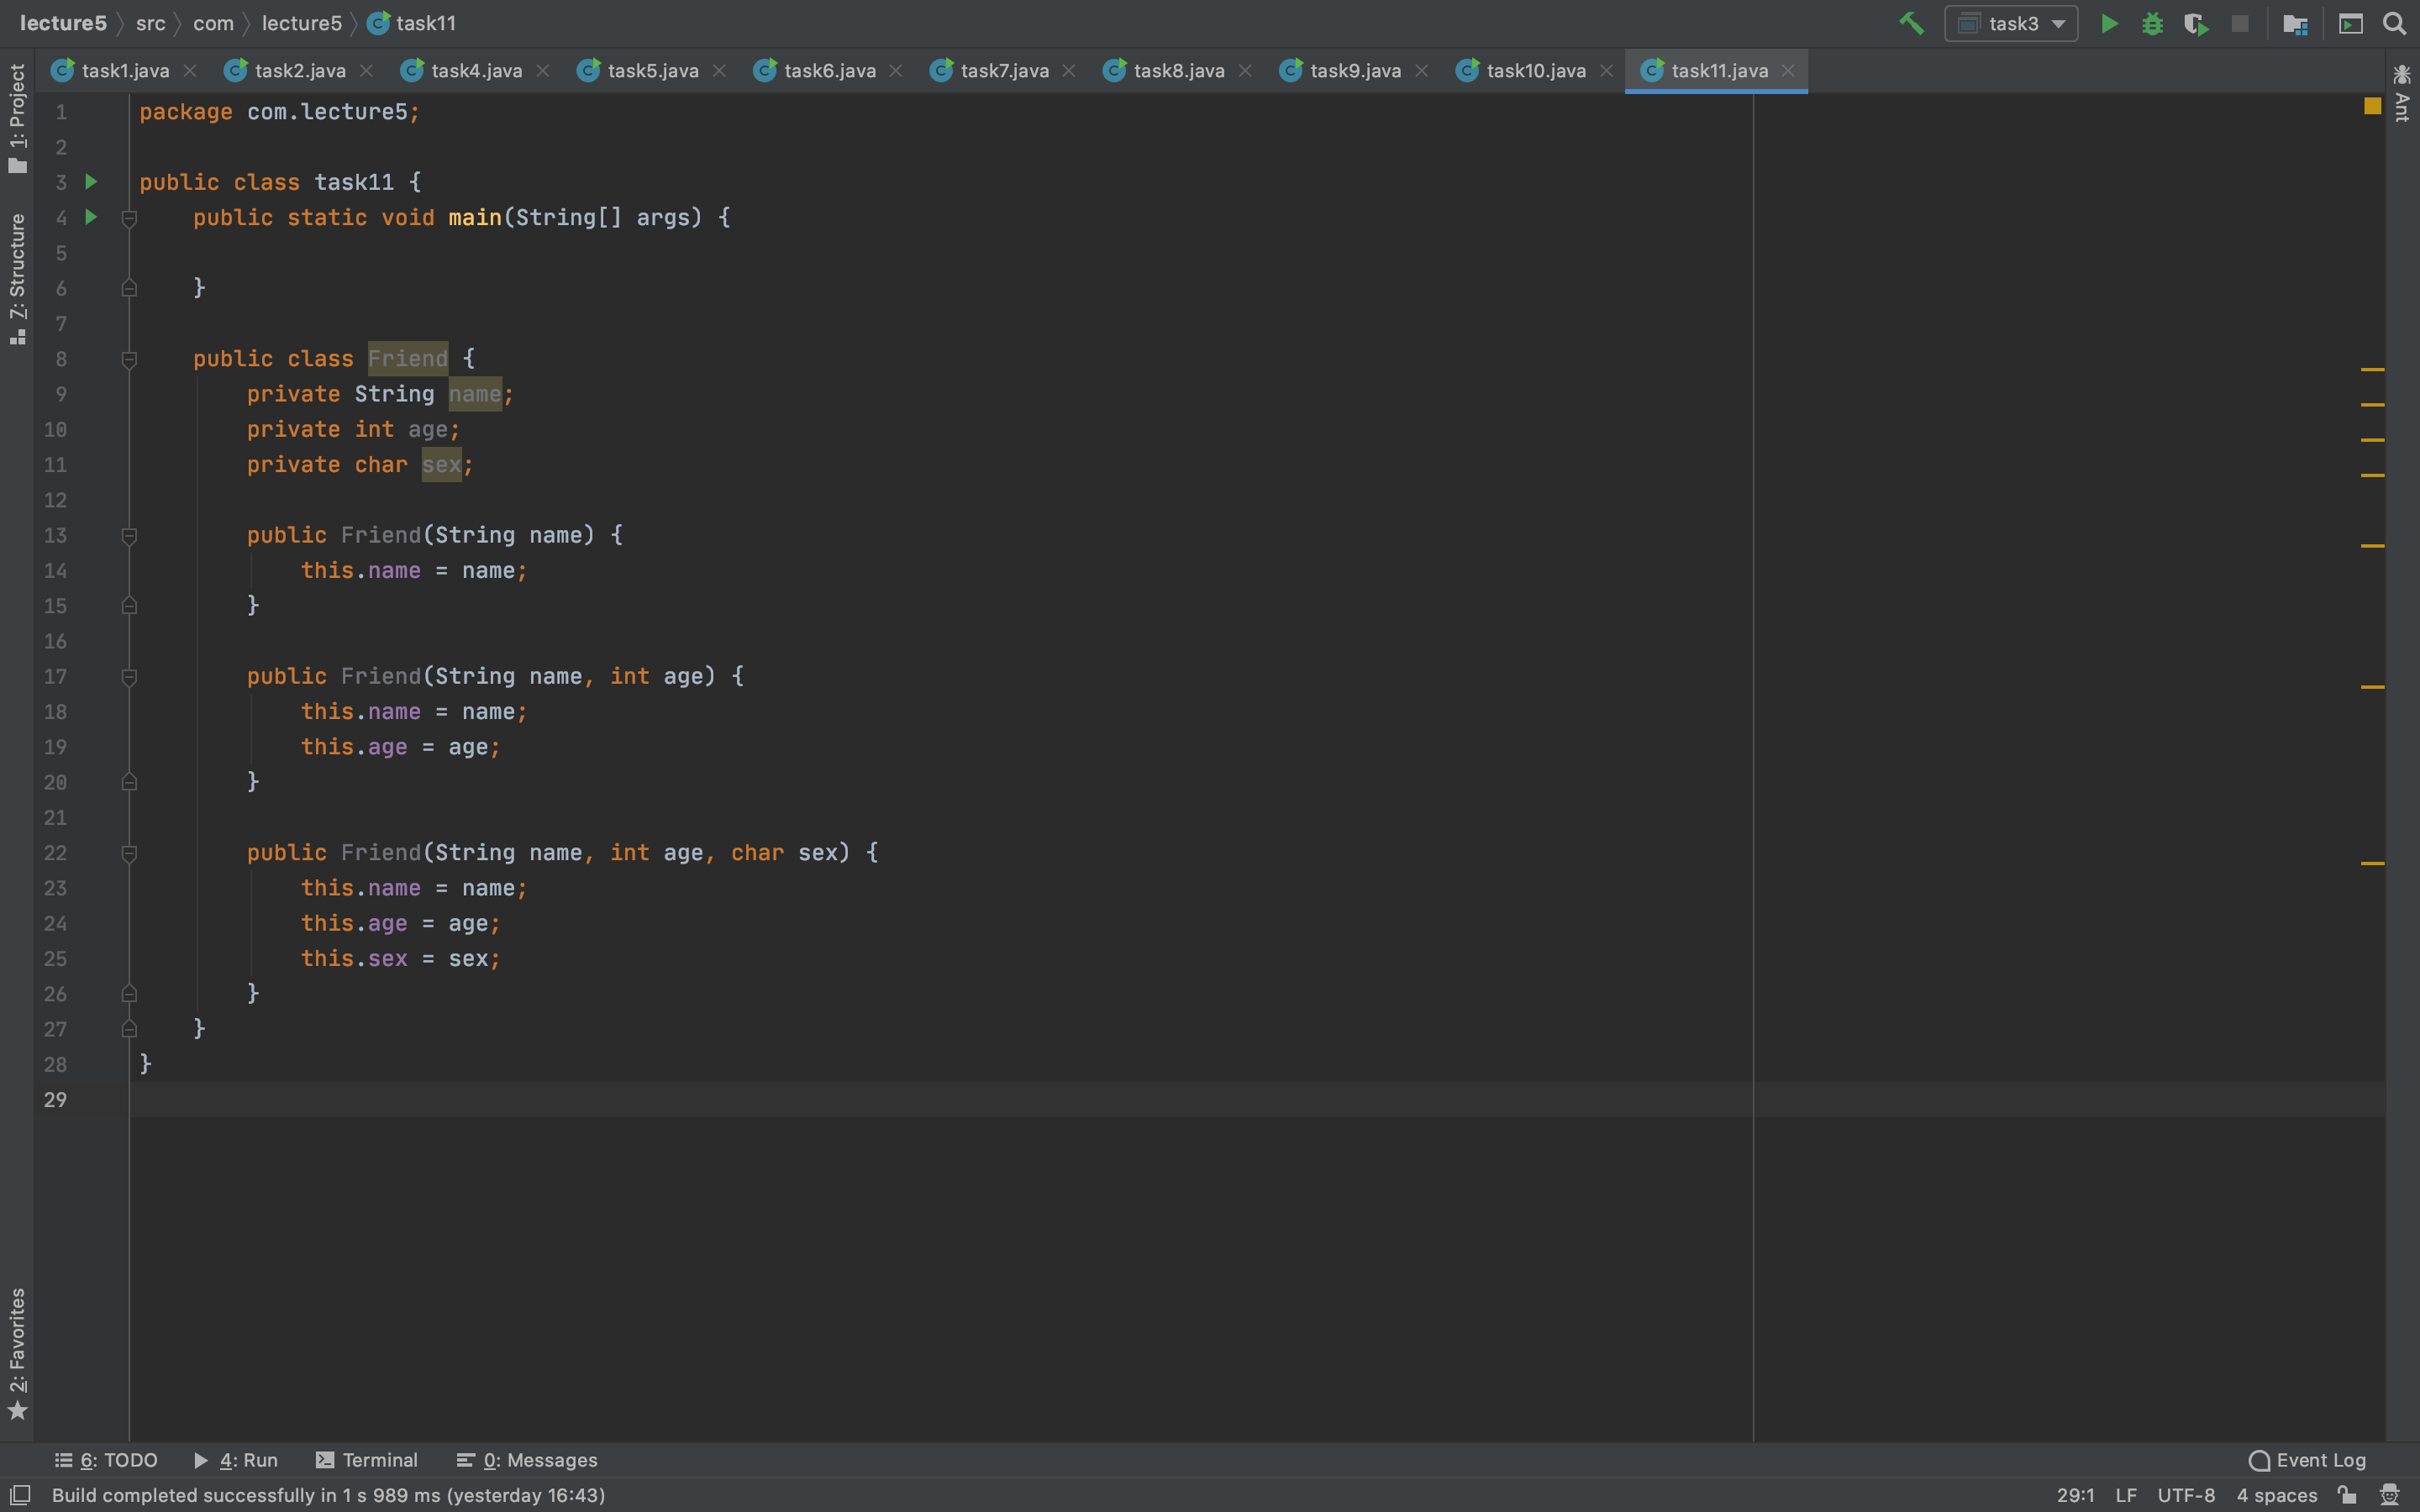 lecture5 src com lecture5 task11 task3
task1.java task2.java task4.java task5.java task6.java task7.java task8.java task9.java task10.java task11.java
1: Project
Z: Structure
2: Favorites
Ant
1 package com.lecture5;
2
3 public class task11 {
4 public static void main(String[] args) {
5
6 }
7
8 public class Friend {
9 private String name;
10 private int age;
11 private char sex;
12
13 public Friend(String name) {
14 this.name = name;
15 }
16
17 public Friend(String name, int age) {
18 this.name = name;
19 this.age = age;
20 }
21
22 public Friend(String name, int age, char sex) {
23 this.name = name;
24 this.age = age;
25 this.sex = sex;
26 }
27 }
28 }
29
6: TODO 4: Run Terminal 0: Messages Event Log
Build completed successfully in 1 s 989 ms (yesterday 16:43) 29:1 LF UTF-8 4 spaces